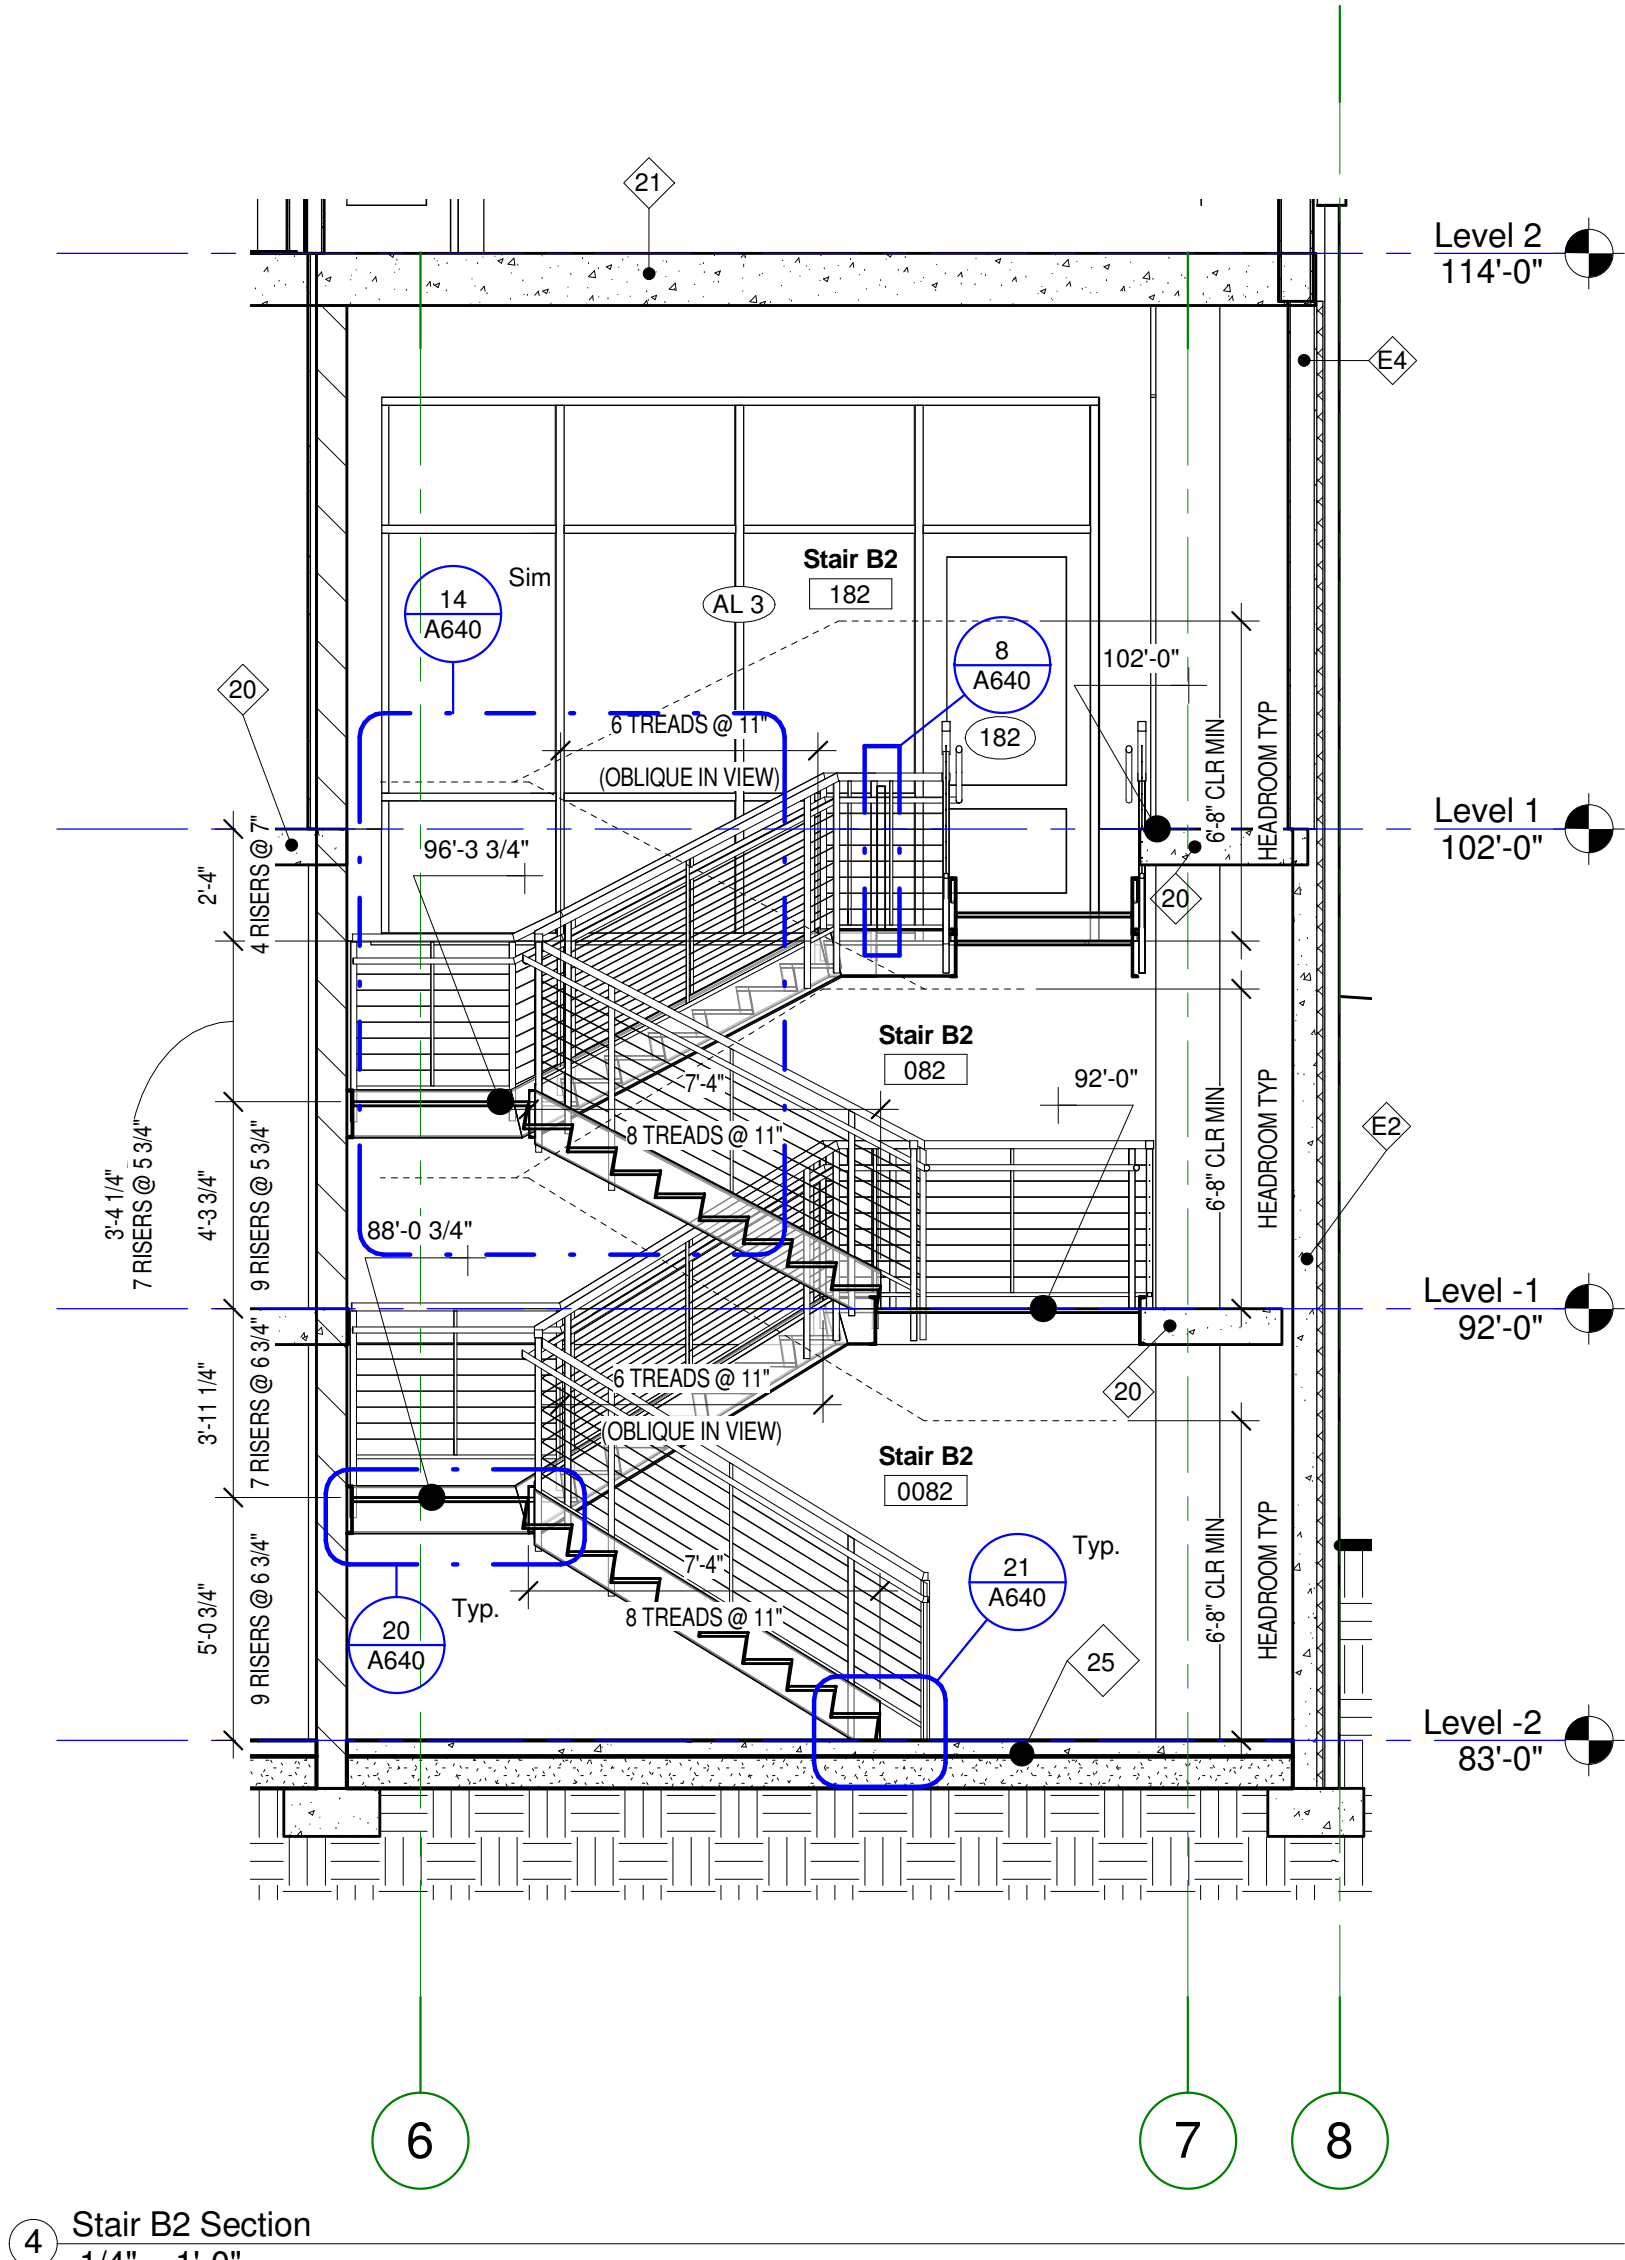 21
Level 2
114'-0"
E4
Stair B2
182
Sim
14
A640
AL 3
8
A640
102'-0"
20
182
6 TREADS @ 11"
(OBLIQUE IN VIEW)
6'-8" CLR MIN
HEADROOM TYP
Level 1
102'-0"
96'-3 3/4"
2'-4"
4 RISERS @ 7"
20
Stair B2
082
92'-0"
7'-4"
8 TREADS @ 11"
E2
3'-4 1/4"
7 RISERS @ 5 3/4"
4'-3 3/4"
9 RISERS @ 5 3/4"
6'-8" CLR MIN
HEADROOM TYP
88'-0 3/4"
Level -1
92'-0"
6 TREADS @ 11"
(OBLIQUE IN VIEW)
20
3'-11 1/4"
7 RISERS @ 6 3/4"
Stair B2
0082
Typ.
21
A640
7'-4"
8 TREADS @ 11"
Typ.
20
A640
5'-0 3/4"
9 RISERS @ 6 3/4"
25
6'-8" CLR MIN
HEADROOM TYP
Level -2
83'-0"
6
7
8
4
Stair B2 Section
1/4" = 1'-0"